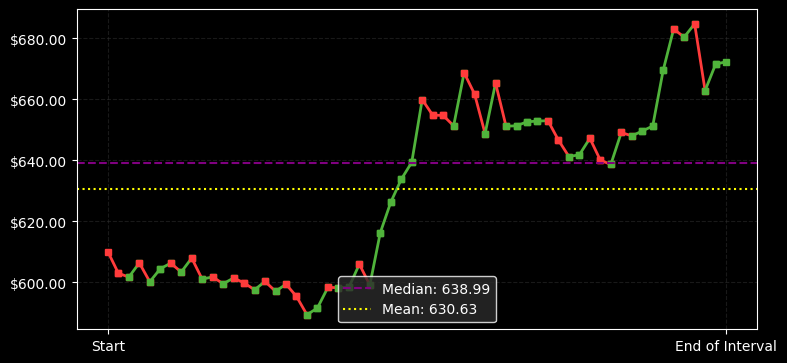 $680.00
$660.00
$640.00
$620.00
$600.00
Median: 638.99
Mean: 630.63
Start
End of Interval